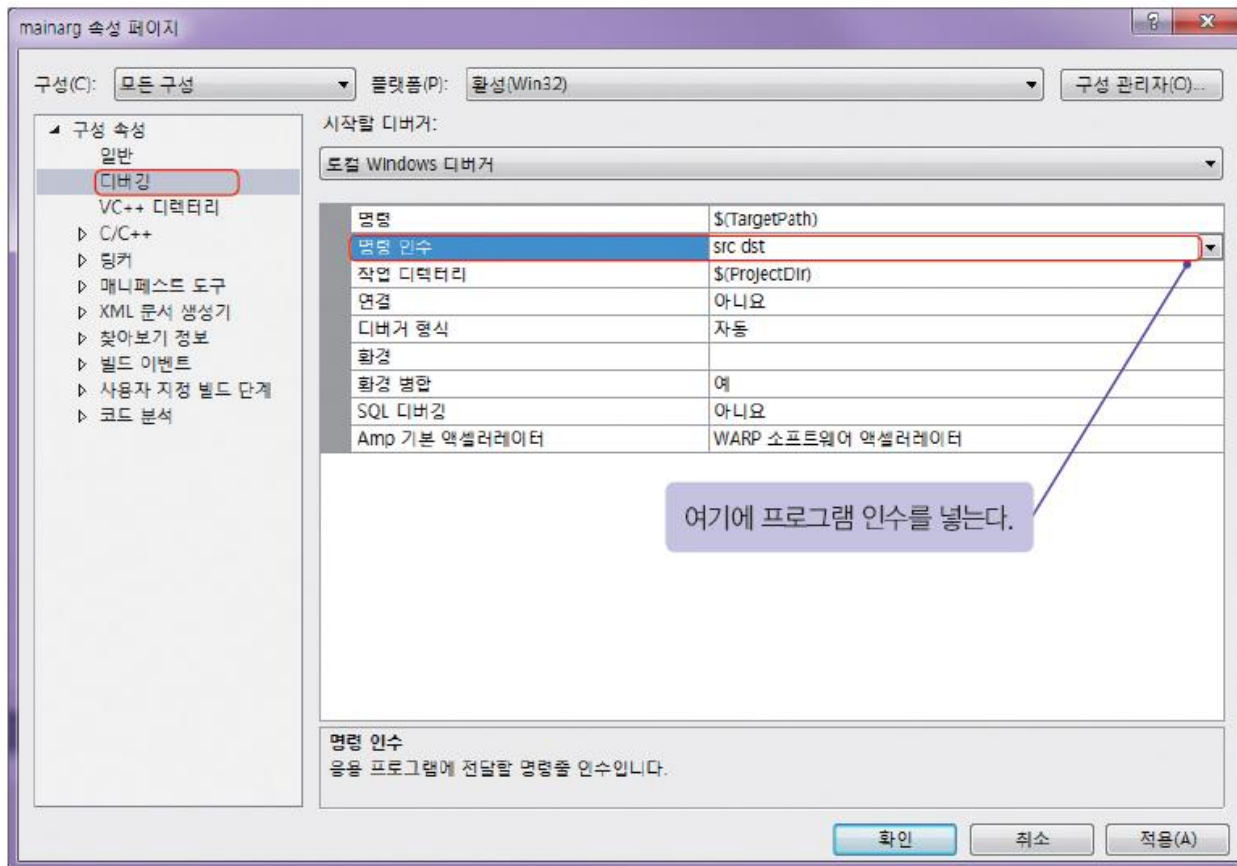 mainarg 속성 페이지
구성(C): 모든 구성 플랫폼(P): 활성(Win32) 구성 관리자(O)...
구성 속성
일반
디버깅
VC++ 디렉터리
C/C++
링커
매니페스트 도구
XML 문서 생성기
찾아보기 정보
빌드 이벤트
사용자 지정 빌드 단계
코드 분석
시작할 디버거:
로컬 Windows 디버거
명령 $(TargetPath)
명령 인수 src dst
작업 디렉터리 $(ProjectDir)
연결 아니요
디버거 형식 자동
환경
환경 병합 예
SQL 디버깅 아니요
Amp 기본 액셀러레이터 WARP 소프트웨어 액셀러레이터
여기에 프로그램 인수를 넣는다.
명령 인수
응용 프로그램에 전달할 명령줄 인수입니다.
확인 취소 적용(A)